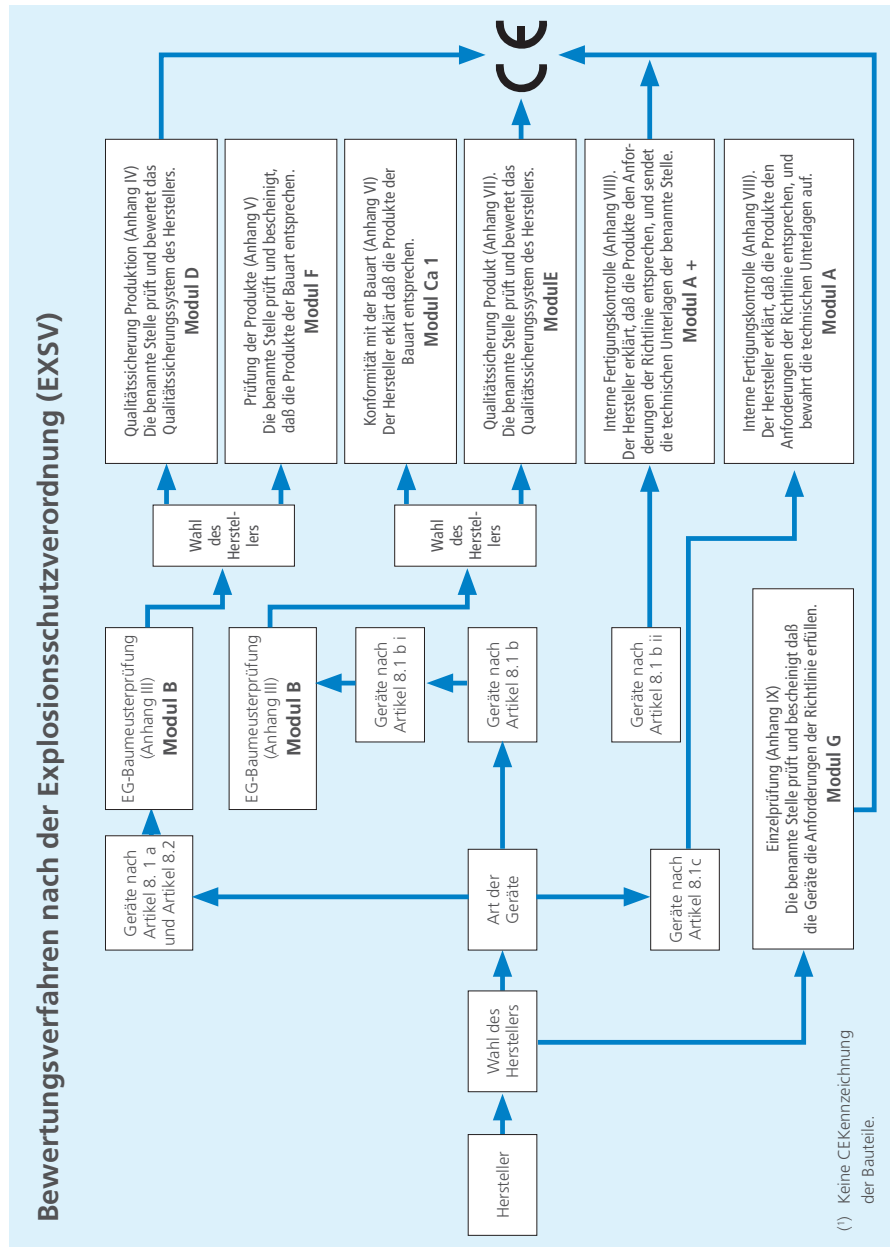 Bewertungsverfahren nach der Explosionsschutzverordnung (EXSV)
Hersteller
Wahl des
Herstellers
Art der
Geräte
Geräte nach
Artikel 8. 1 a
und Artikel 8.2
EG-Baumeusterprüfung
(Anhang III)
Modul B
Wahl
des
Herstel-
lers
Qualitätssicherung Produktion (Anhang IV)
Die benannte Stelle prüft und bewertet das
Qualitätssicherungssystem des Herstellers.
Modul D
Prüfung der Produkte (Anhang V)
Die benannte Stelle prüft und bescheinigt,
daß die Produkte der Bauart entsprechen.
Modul F
Geräte nach
Artikel 8.1 b
Geräte nach
Artikel 8.1 b i
EG-Baumeusterprüfung
(Anhang III)
Modul B
Wahl
des
Herstel-
lers
Konformität mit der Bauart (Anhang VI)
Der Hersteller erklärt daß die Produkte der
Bauart entsprechen.
Modul Ca 1
Qualitätssicherung Produkt (Anhang VII).
Die benannte Stelle prüft und bewertet das
Qualitätssicherungssystem des Herstellers.
ModulE
Geräte nach
Artikel 8.1 b ii
Interne Fertigungskontrolle (Anhang VIII).
Der Hersteller erklärt, daß die Produkte den Anfor-
derungen der Richtlinie entsprechen, und sendet
die technischen Unterlagen der benannte Stelle.
Modul A +
Geräte nach
Artikel 8.1c
Interne Fertigungskontrolle (Anhang VIII).
Der Hersteller erklärt, daß die Produkte den
Anforderungen der Richtlinie entsprechen, und
bewahrt die technischen Unterlagen auf.
Modul A
Einzelprüfung (Anhang IX)
Die benannte Stelle prüft und bescheinigt daß
die Geräte die Anforderungen der Richtlinie erfüllen.
Modul G
CE
(¹) Keine CEKennzeichnung
der Bauteile.